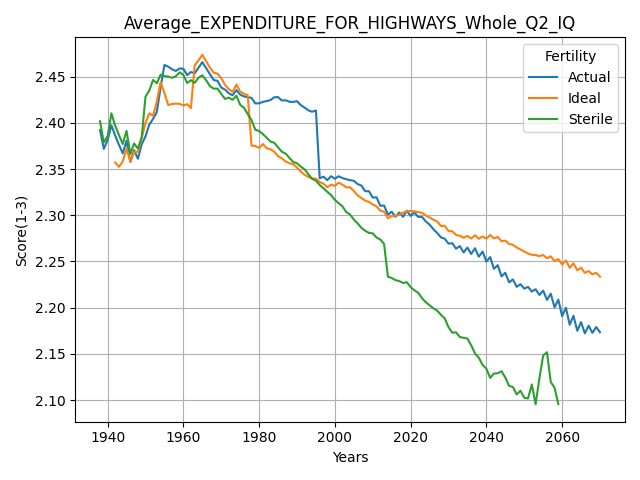 Average_EXPENDITURE_FOR_HIGHWAYS_Whole_Q2_IQ
Fertility
Actual
Ideal
Sterile
Score(1-3)
2.45
2.40
2.35
2.30
2.25
2.20
2.15
2.10
1940 1960 1980 2000 2020 2040 2060
Years